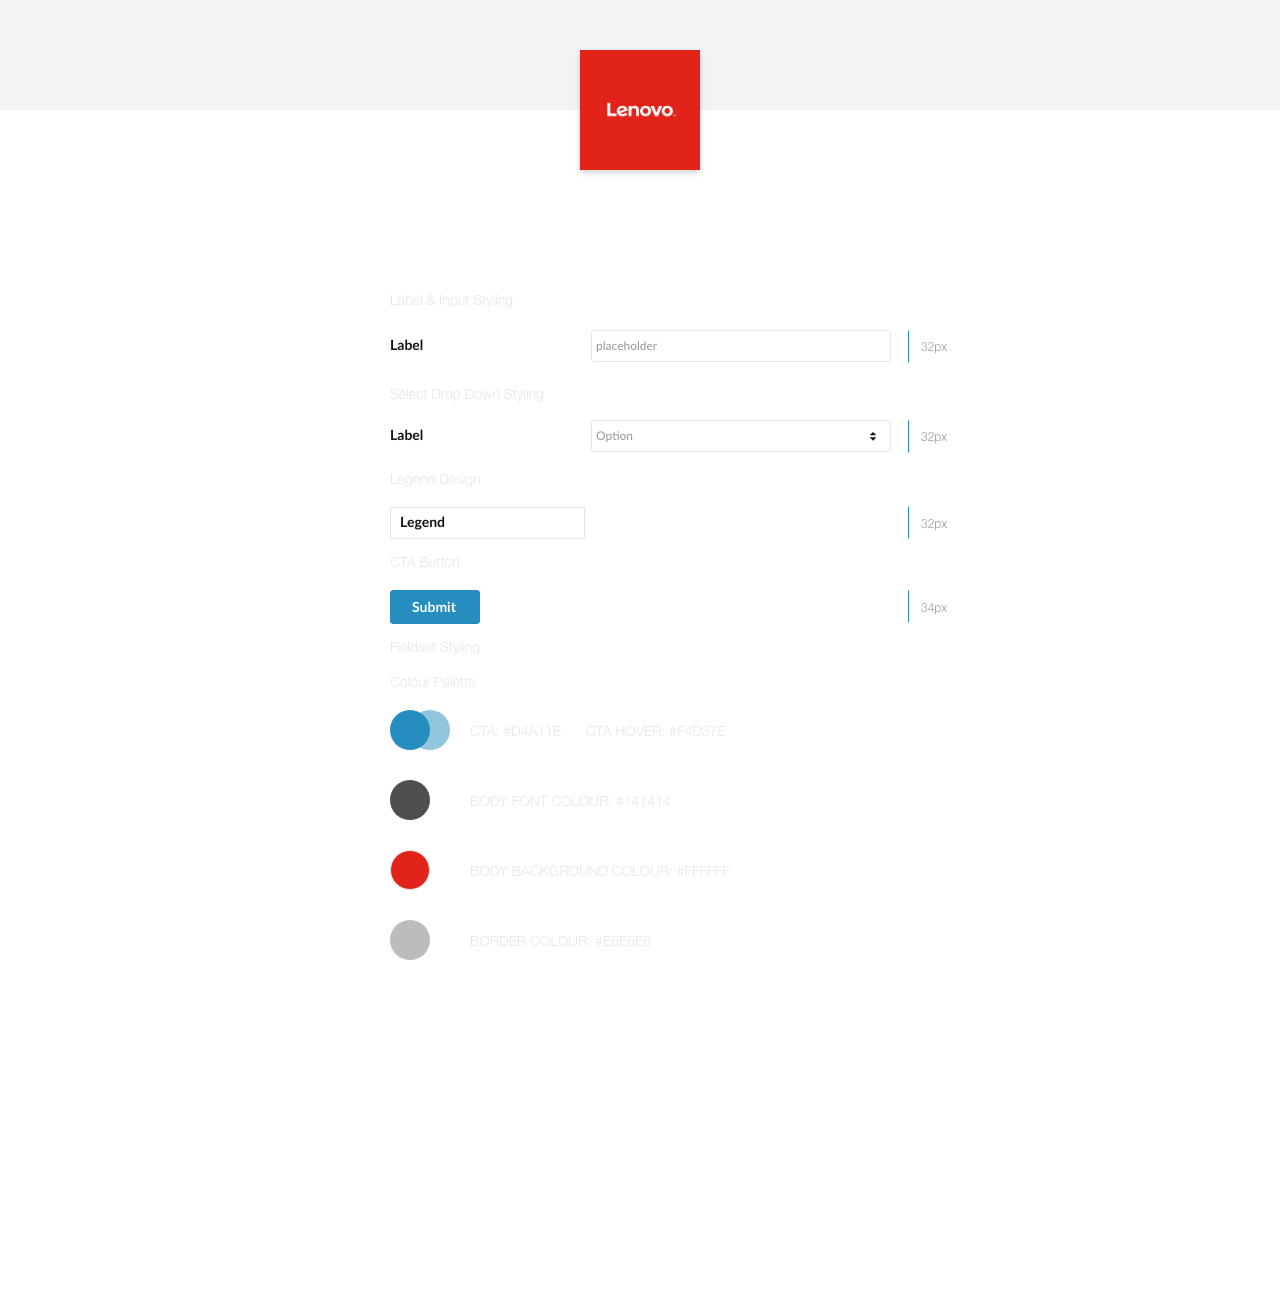 Lenovo
Label & Input Styling
Label placeholder 32px
Select Drop Down Styling
Label Option 32px
Legend Design
Legend 32px
CTA Button
Submit 34px
Fieldset Styling
Colour Palette
CTA: #D4A11E CTA HOVER: #F4D37E
BODY FONT COLOUR: #141414
BODY BACKGROUND COLOUR: #FFFFFF
BORDER COLOUR: #E6E6E6